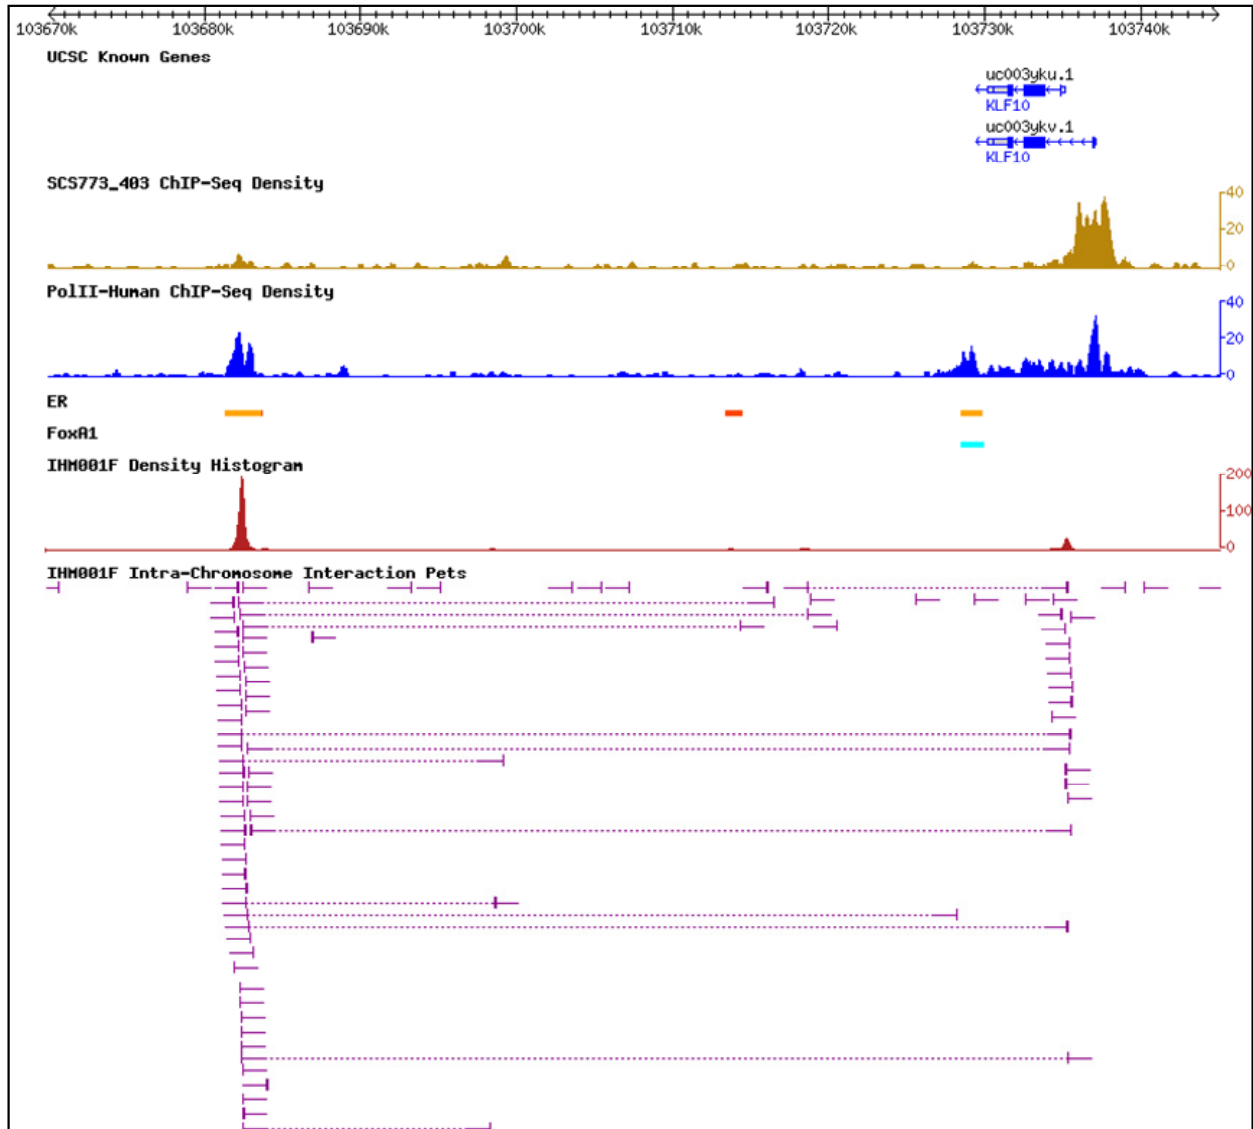 103670k 103680k 103690k 103700k 103710k 103720k 103730k 103740k
UCSC Known Genes
uc003yku.1
KLF10
uc003ykv.1
KLF10
SCS773_403 ChIP-Seq Density
40
20
0
PolII-Human ChIP-Seq Density
40
20
0
ER
FoxA1
IHM001F Density Histogram
200
100
0
IHM001F Intra-Chromosome Interaction Pets